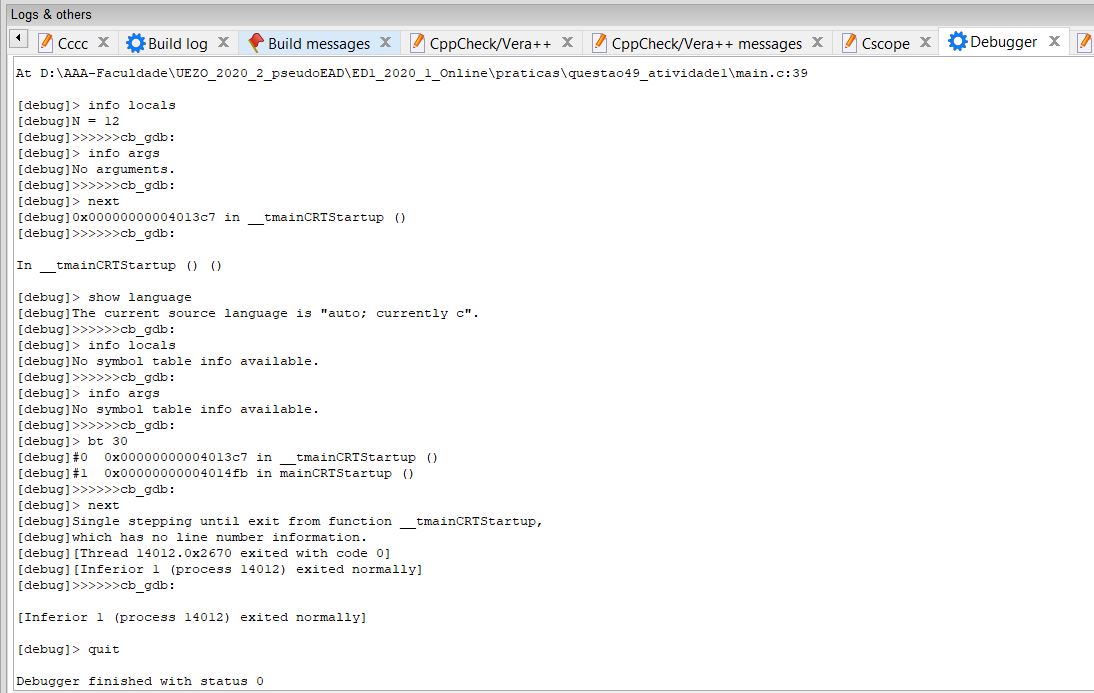 Logs & others
Cccc
Build log
Build messages
CppCheck/Vera++
CppCheck/Vera++ messages
Cscope
Debugger
At D:\AAA-Faculdade\UEZO_2020_2_pseudoEAD\ED1_2020_1_Online\praticas\questao49_atividade1\main.c:39
[debug]> info locals
[debug]N = 12
[debug]>>>>>>cb_gdb:
[debug]> info args
[debug]No arguments.
[debug]>>>>>>cb_gdb:
[debug]> next
[debug]0x00000000004013c7 in __tmainCRTStartup ()
[debug]>>>>>>cb_gdb:
In __tmainCRTStartup () ()
[debug]> show language
[debug]The current source language is "auto; currently c".
[debug]>>>>>>cb_gdb:
[debug]> info locals
[debug]No symbol table info available.
[debug]>>>>>>cb_gdb:
[debug]> info args
[debug]No symbol table info available.
[debug]>>>>>>cb_gdb:
[debug]> bt 30
[debug]#0  0x00000000004013c7 in __tmainCRTStartup ()
[debug]#1  0x00000000004014fb in mainCRTStartup ()
[debug]>>>>>>cb_gdb:
[debug]> next
[debug]Single stepping until exit from function __tmainCRTStartup,
[debug]which has no line number information.
[debug][Thread 14012.0x2670 exited with code 0]
[debug][Inferior 1 (process 14012) exited normally]
[debug]>>>>>>cb_gdb:
[Inferior 1 (process 14012) exited normally]
[debug]> quit
Debugger finished with status 0